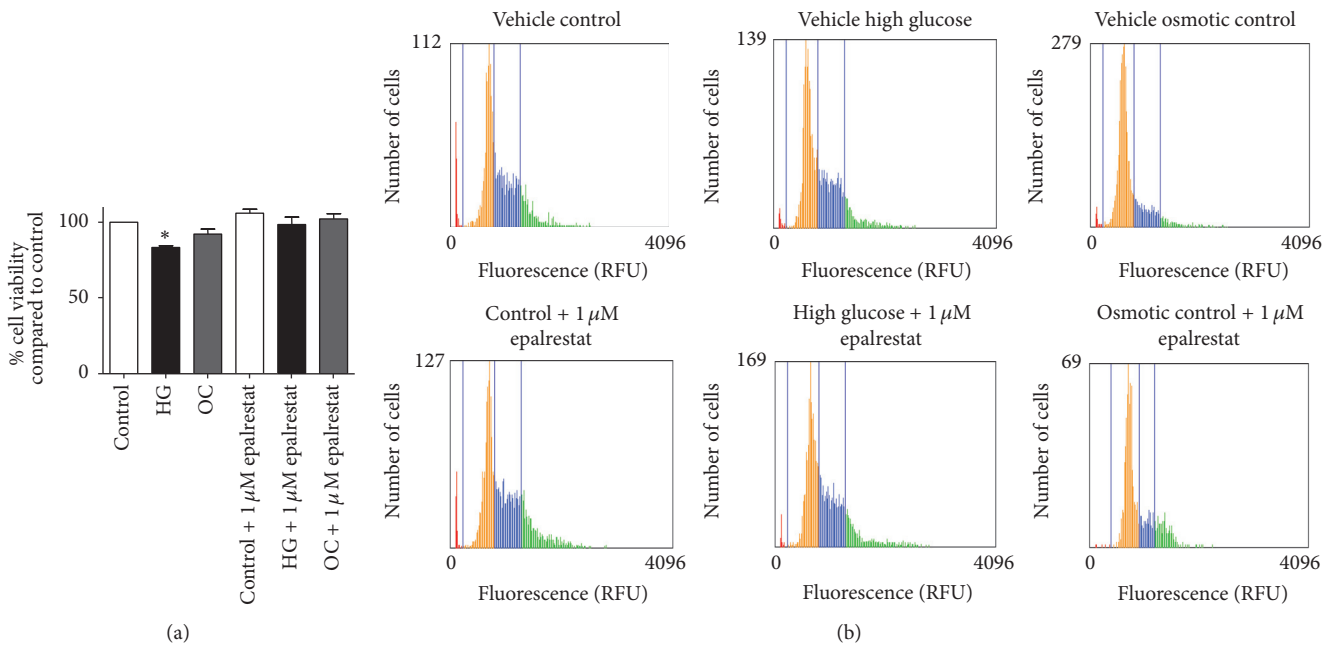 % cell viability
compared to control
100
50
0
*
Control
HG
OC
Control + 1 μM epalrestat
HG + 1 μM epalrestat
OC + 1 μM epalrestat
(a)
Vehicle control
112
Number of cells
0
4096
Fluorescence (RFU)
Vehicle high glucose
139
Number of cells
0
4096
Fluorescence (RFU)
Vehicle osmotic control
279
Number of cells
0
4096
Fluorescence (RFU)
Control + 1 μM
epalrestat
127
Number of cells
0
4096
Fluorescence (RFU)
High glucose + 1 μM
epalrestat
169
Number of cells
0
4096
Fluorescence (RFU)
Osmotic control + 1 μM
epalrestat
69
Number of cells
0
4096
Fluorescence (RFU)
(b)